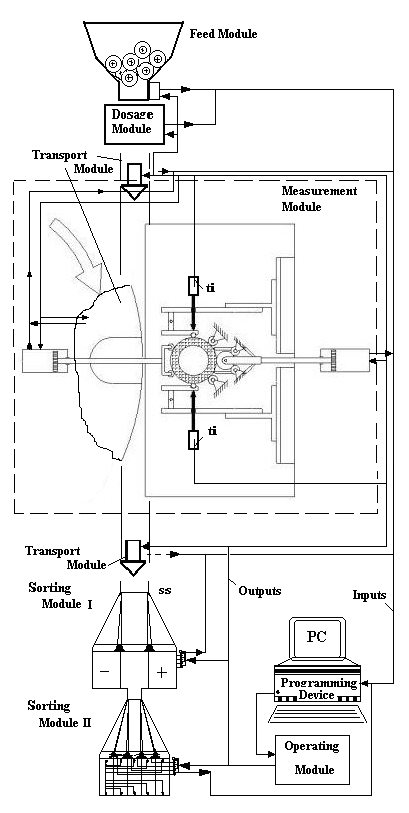 Feed Module
Dosage
Module
Transport
Module
Measurement
Module
ti
ti
Transport
Module
Sorting
Module I
ss
Outputs
Inputs
− +
PC
Programming
Device
Sorting
Module II
Operating
Module